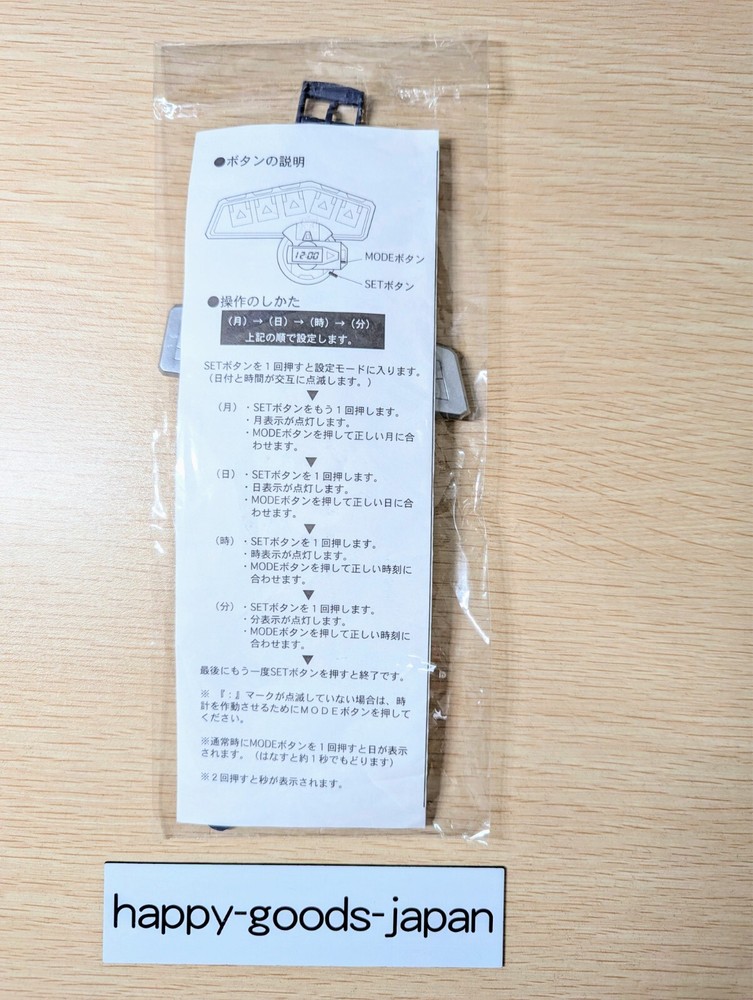 ●ボタンの説明
12:00
MODEボタン
SETボタン
●操作のしかた
（月）→（日）→（時）→（分）
上記の順で設定します。
SETボタンを１回押すと設定モードに入ります。
（日付と時間が交互に点滅します。）
▼
（月）・SETボタンをもう１回押します。
・月表示が点灯します。
・MODEボタンを押して正しい月に合
わせます。
▼
（日）・SETボタンを１回押します。
・日表示が点灯します。
・MODEボタンを押して正しい日に合
わせます。
▼
（時）・SETボタンを１回押します。
・時表示が点灯します。
・MODEボタンを押して正しい時刻に
合わせます。
▼
（分）・SETボタンを１回押します。
・分表示が点灯します。
・MODEボタンを押して正しい時刻に
合わせます。
▼
最後にもう一度SETボタンを押すと終了です。
※『：』マークが点滅していない場合は、時
計を作動させるためにＭＯＤＥボタンを押して
ください。
※通常時にMODEボタンを１回押すと日が表示
されます。（はなすと約１秒でもどります）
※２回押すと秒が表示されます。
happy-goods-japan